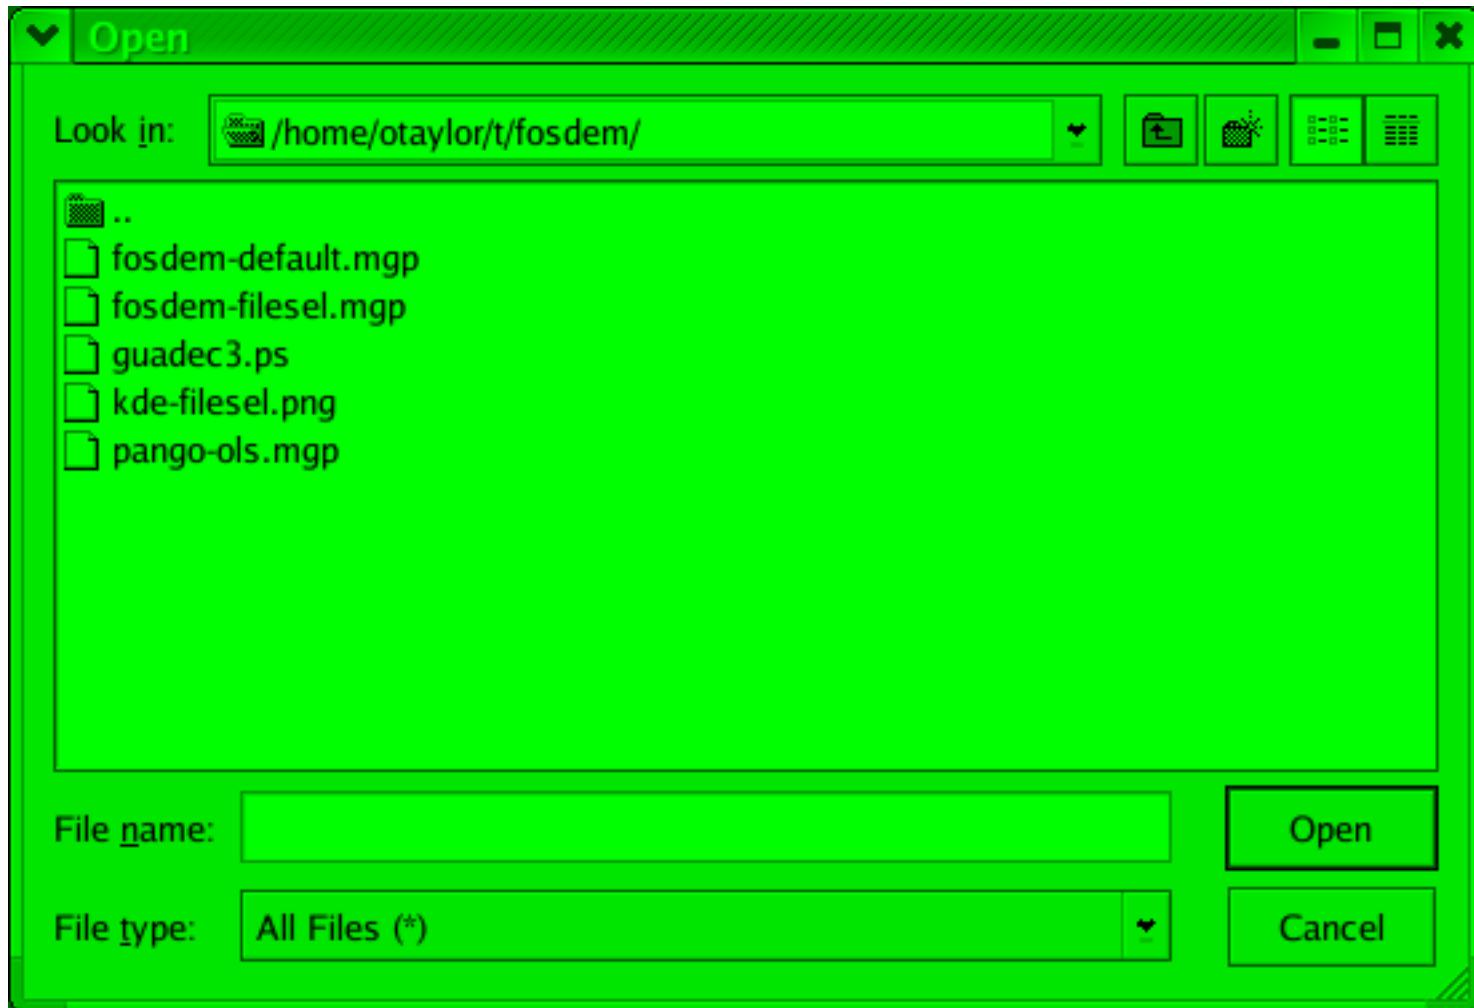 Open
Look in: /home/otaylor/t/fosdem/
..
fosdem-default.mgp
fosdem-filesel.mgp
guadec3.ps
kde-filesel.png
pango-ols.mgp
File name: Open
File type: All Files (*) Cancel